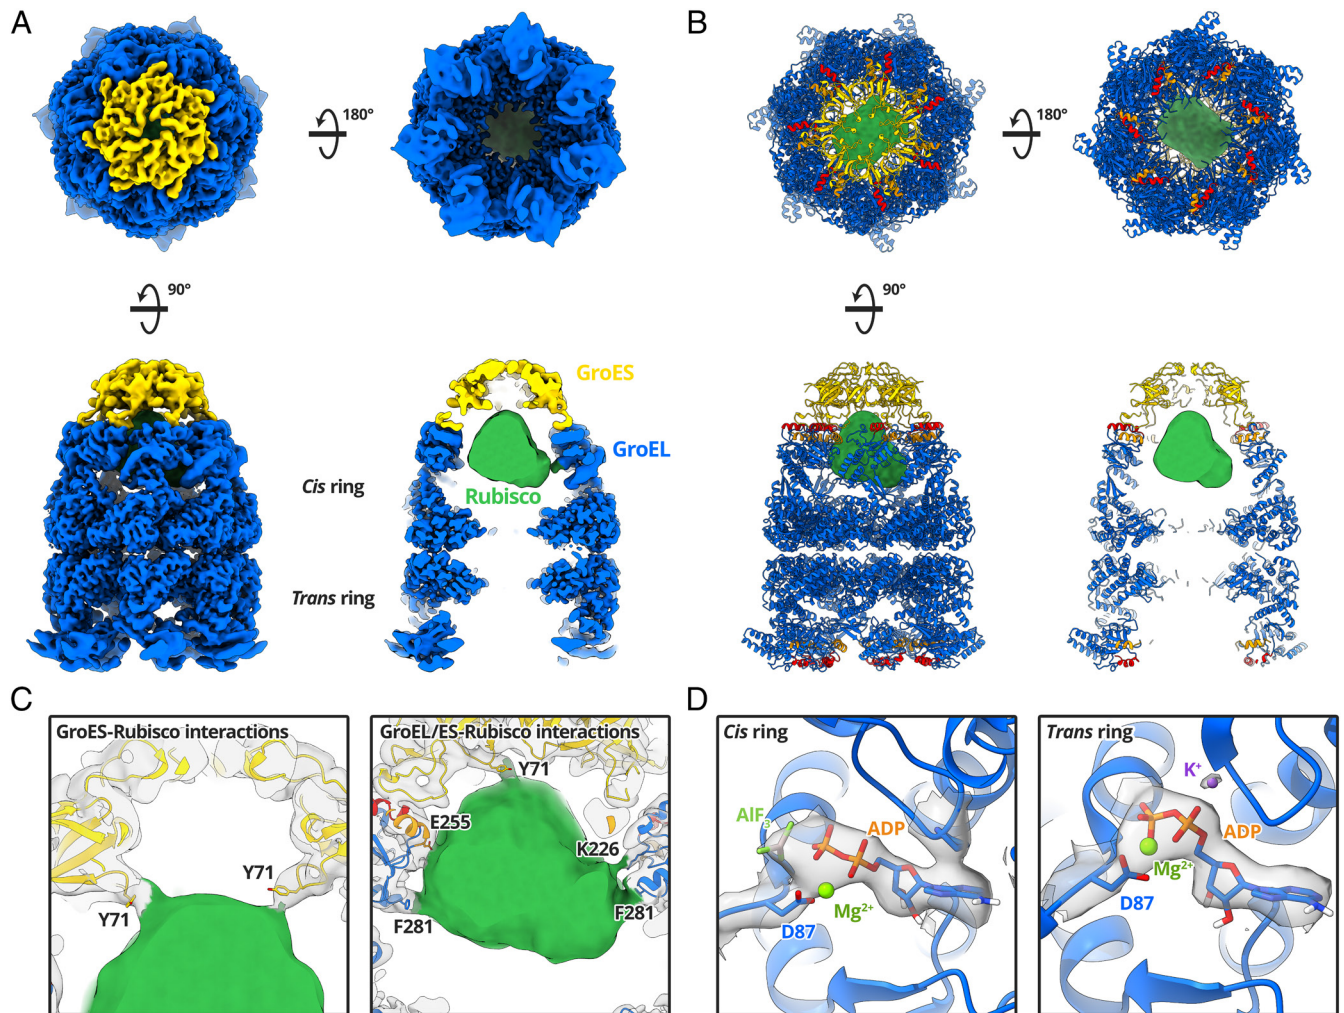 A
B
180°
180°
90°
90°
GroES
GroEL
Rubisco
Cis ring
Trans ring
C
GroES-Rubisco interactions
Y71
Y71
GroEL/ES-Rubisco interactions
Y71
E255
K226
F281
F281
D
Cis ring
AlF3
ADP
Mg2+
D87
Trans ring
K+
ADP
Mg2+
D87